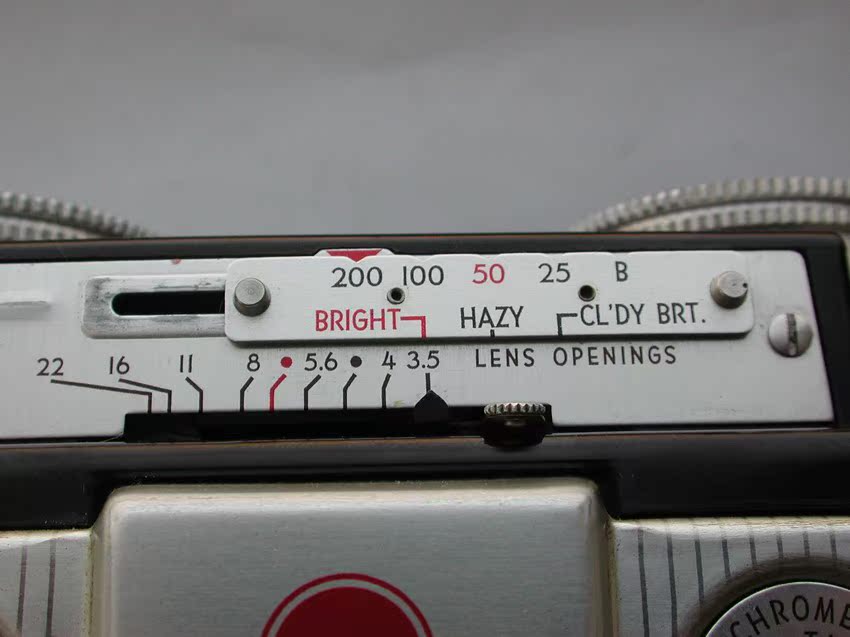 200 100 50 25 B
BRIGHT HAZY CL'DY BRT.
22 16 11 8 • 5.6 • 4 3.5 LENS OPENINGS
CHROME